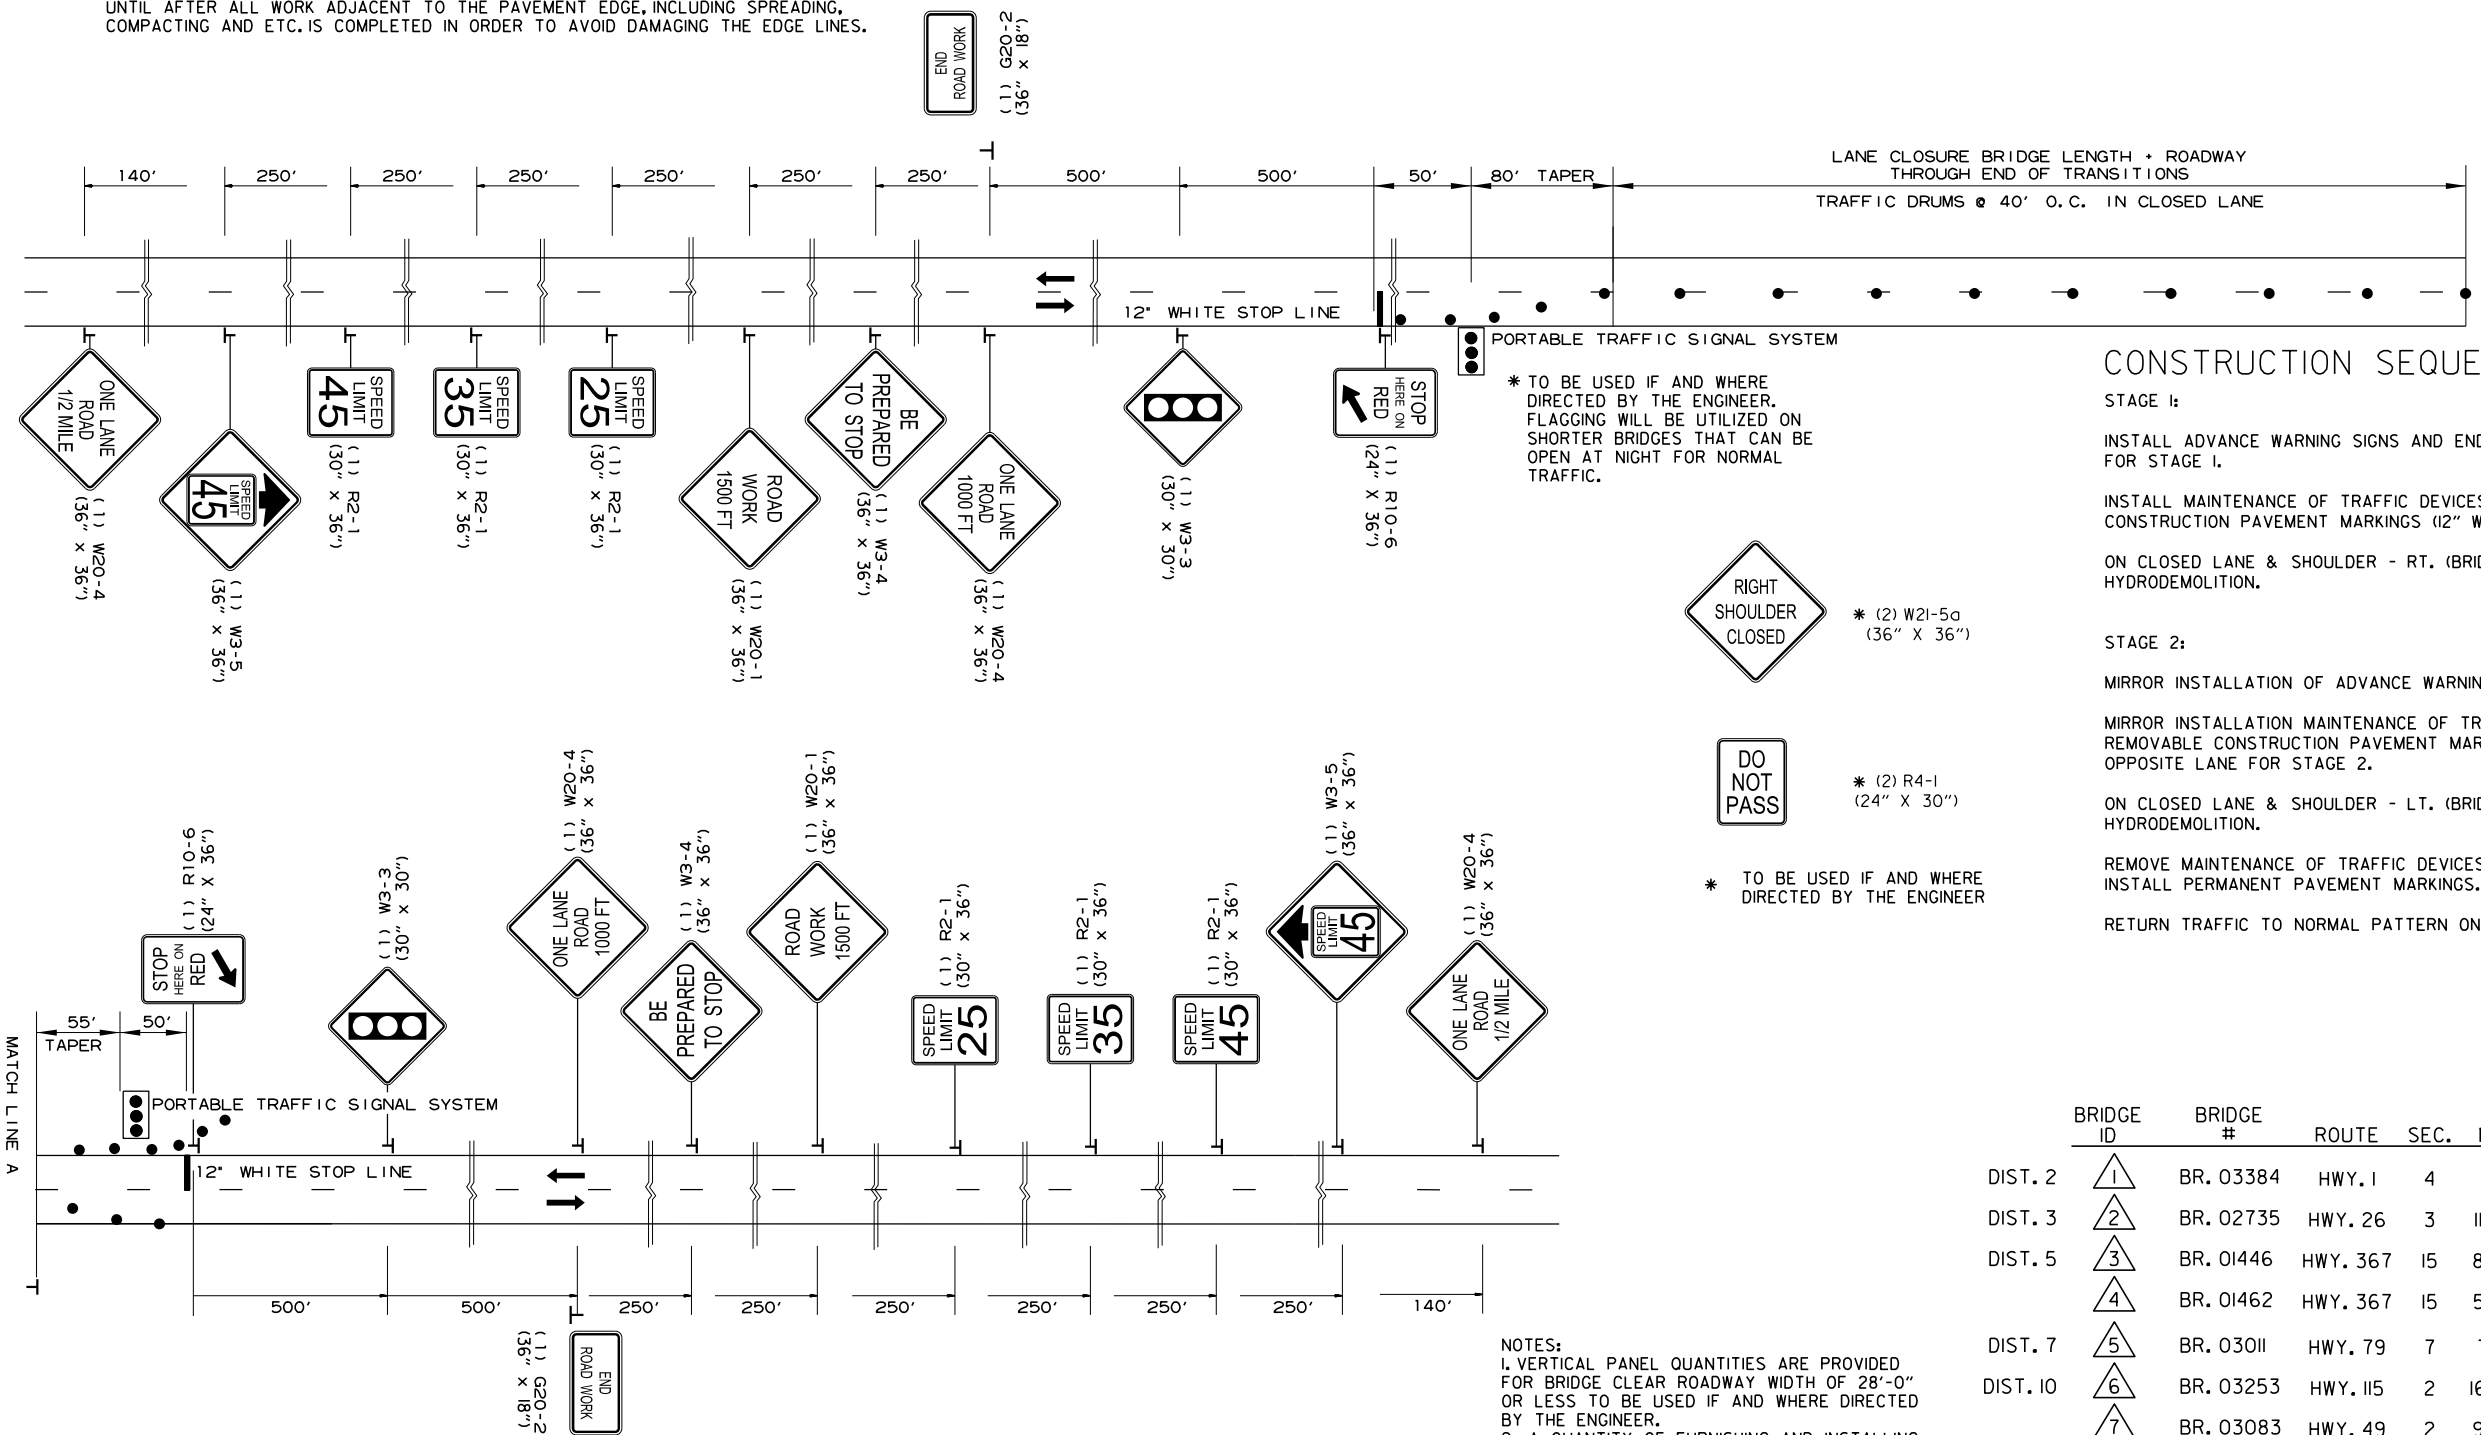 UNTIL AFTER ALL WORK ADJACENT TO THE PAVEMENT EDGE, INCLUDING SPREADING,
COMPACTING AND ETC. IS COMPLETED IN ORDER TO AVOID DAMAGING THE EDGE LINES.
END
ROAD WORK
(1) G20-2
(36" x 18")
140'
250'
250'
250'
250'
250'
250'
500'
500'
50'
80' TAPER
LANE CLOSURE BRIDGE LENGTH + ROADWAY
THROUGH END OF TRANSITIONS
TRAFFIC DRUMS @ 40' O.C. IN CLOSED LANE
12" WHITE STOP LINE
PORTABLE TRAFFIC SIGNAL SYSTEM
* TO BE USED IF AND WHERE
DIRECTED BY THE ENGINEER.
FLAGGING WILL BE UTILIZED ON
SHORTER BRIDGES THAT CAN BE
OPEN AT NIGHT FOR NORMAL
TRAFFIC.
ONE LANE
ROAD
1/2 MILE
(1) W20-4
(36" x 36")
SPEED
LIMIT
45
(1) W3-5
(36" x 36")
SPEED
LIMIT
45
(1) R2-1
(30" x 36")
SPEED
LIMIT
35
(1) R2-1
(30" x 36")
SPEED
LIMIT
25
(1) R2-1
(30" x 36")
ROAD
WORK
1500 FT
(1) W20-1
(36" x 36")
BE
PREPARED
TO STOP
(1) W3-4
(36" x 36")
ONE LANE
ROAD
1000 FT
(1) W20-4
(36" x 36")
(1) W3-3
(30" x 30")
STOP
HERE ON
RED
(1) R10-6
(24" X 36")
RIGHT
SHOULDER
CLOSED
* (2) W21-5a
(36" X 36")
DO
NOT
PASS
* (2) R4-1
(24" X 30")
* TO BE USED IF AND WHERE
DIRECTED BY THE ENGINEER
CONSTRUCTION SEQUE
STAGE 1:
INSTALL ADVANCE WARNING SIGNS AND END
FOR STAGE 1.
INSTALL MAINTENANCE OF TRAFFIC DEVICES
CONSTRUCTION PAVEMENT MARKINGS (12" W
ON CLOSED LANE & SHOULDER - RT. (BRID
HYDRODEMOLITION.
STAGE 2:
MIRROR INSTALLATION OF ADVANCE WARNIN
MIRROR INSTALLATION MAINTENANCE OF TR
REMOVABLE CONSTRUCTION PAVEMENT MAR
OPPOSITE LANE FOR STAGE 2.
ON CLOSED LANE & SHOULDER - LT. (BRID
HYDRODEMOLITION.
REMOVE MAINTENANCE OF TRAFFIC DEVICES
INSTALL PERMANENT PAVEMENT MARKINGS.
RETURN TRAFFIC TO NORMAL PATTERN ON
MATCH LINE A
55'
TAPER
50'
STOP
HERE ON
RED
(1) R10-6
(24" X 36")
(1) W3-3
(30" x 30")
ONE LANE
ROAD
1000 FT
(1) W20-4
(36" x 36")
BE
PREPARED
TO STOP
(1) W3-4
(36" x 36")
ROAD
WORK
1500 FT
(1) W20-1
(36" x 36")
SPEED
LIMIT
25
(1) R2-1
(30" x 36")
SPEED
LIMIT
35
(1) R2-1
(30" x 36")
SPEED
LIMIT
45
(1) R2-1
(30" x 36")
SPEED
LIMIT
45
(1) W3-5
(36" x 36")
ONE LANE
ROAD
1/2 MILE
(1) W20-4
(36" x 36")
PORTABLE TRAFFIC SIGNAL SYSTEM
12" WHITE STOP LINE
500'
500'
250'
250'
250'
250'
250'
250'
140'
(1) G20-2
(36" x 18")
END
ROAD WORK
NOTES:
1. VERTICAL PANEL QUANTITIES ARE PROVIDED
FOR BRIDGE CLEAR ROADWAY WIDTH OF 28'-0"
OR LESS TO BE USED IF AND WHERE DIRECTED
BY THE ENGINEER.
2. A QUANTITY OF FURNISHING AND INSTALLING
BRIDGE ID BRIDGE # ROUTE SEC.
DIST. 2 1 BR. 03384 HWY. 1 4
DIST. 3 2 BR. 02735 HWY. 26 3
DIST. 5 3 BR. 01446 HWY. 367 15
4 BR. 01462 HWY. 367 15
DIST. 7 5 BR. 03011 HWY. 79 7
DIST. 10 6 BR. 03253 HWY. 115 2
7 BR. 03083 HWY. 49 2